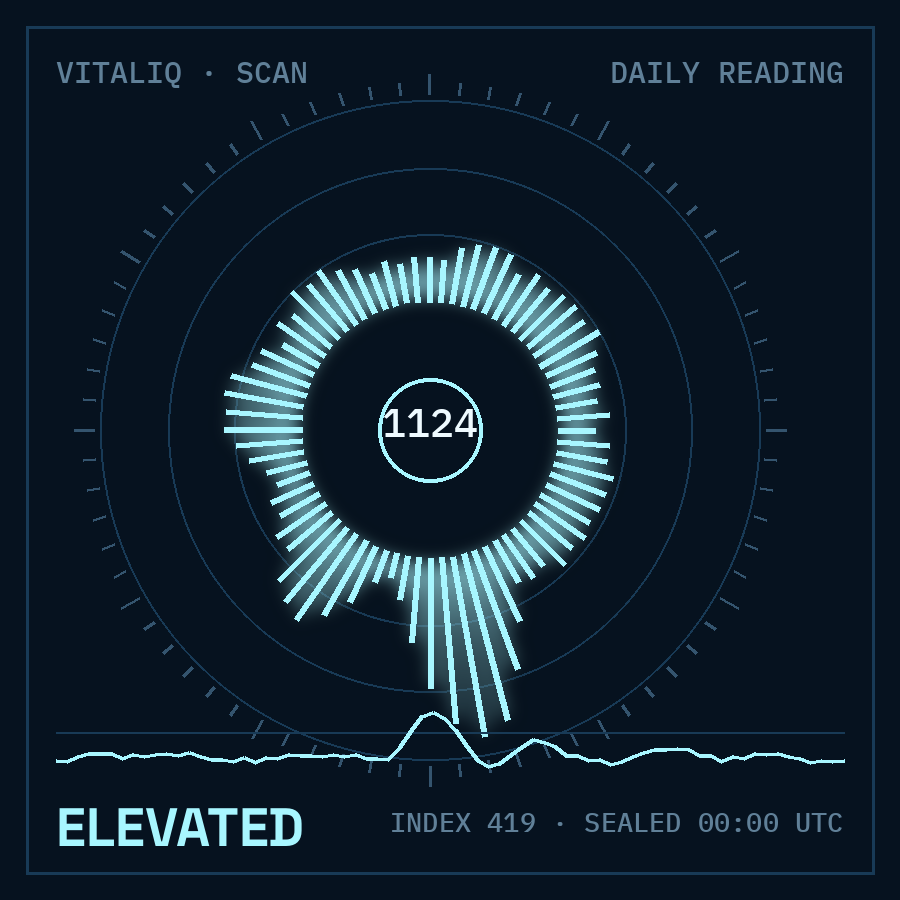 VITALIQ · SCAN
DAILY READING
1124
ELEVATED
INDEX 419 · SEALED 00:00 UTC